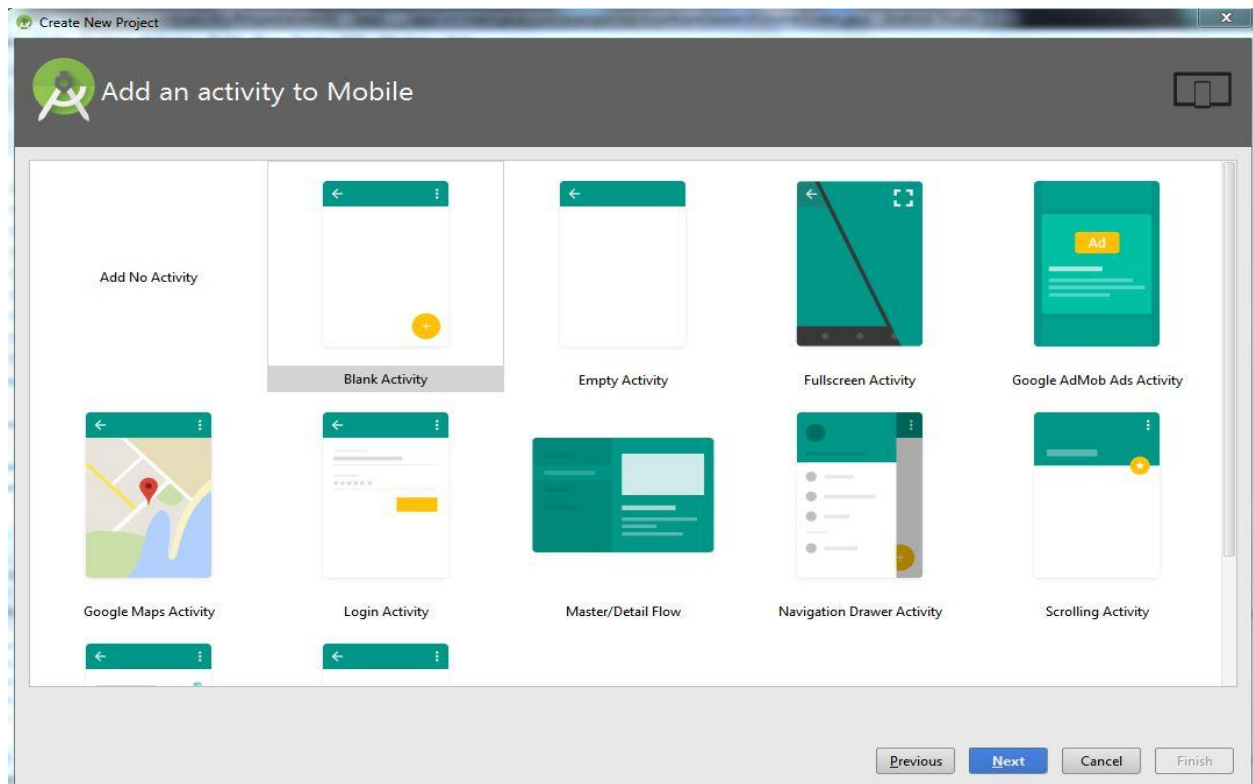 Create New Project
Add an activity to Mobile
Ad
Add No Activity
Blank Activity
Empty Activity
Fullscreen Activity
Google AdMob Ads Activity
Google Maps Activity
Login Activity
Master/Detail Flow
Navigation Drawer Activity
Scrolling Activity
Previous
Next
Cancel
Finish